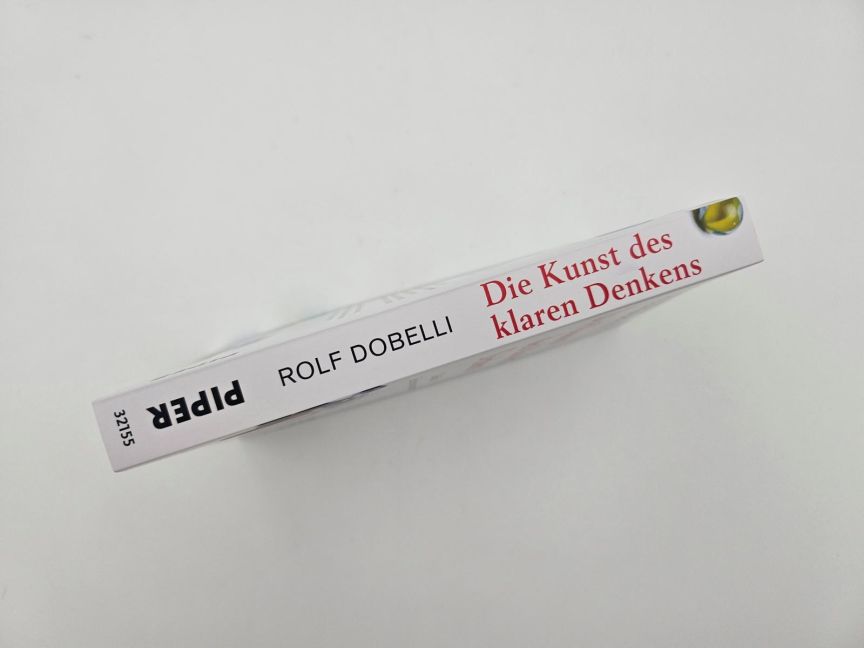 32155
PIPER
ROLF DOBELLI
Die Kunst des
klaren Denkens